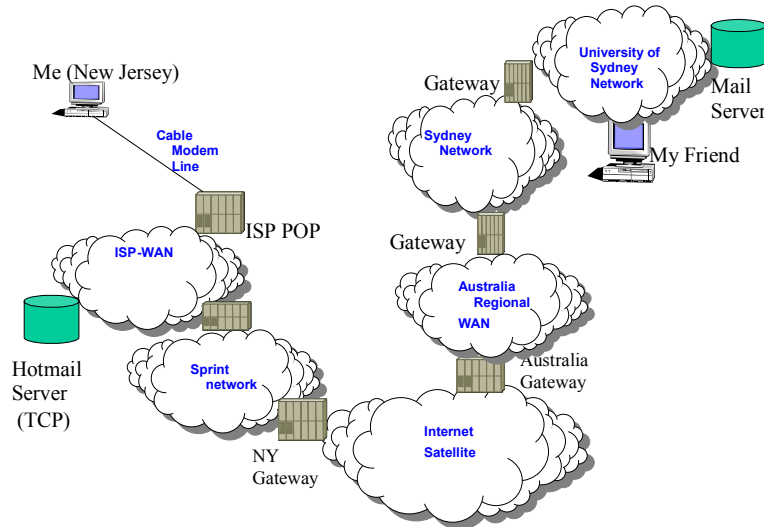 Me (New Jersey)
Cable
Modem
Line
ISP POP
ISP-WAN
Hotmail
Server
(TCP)
Sprint
network
NY
Gateway
Internet
Satellite
Australia
Gateway
Australia
Regional
WAN
Gateway
Sydney
Network
Gateway
University of
Sydney
Network
Mail
Server
My Friend